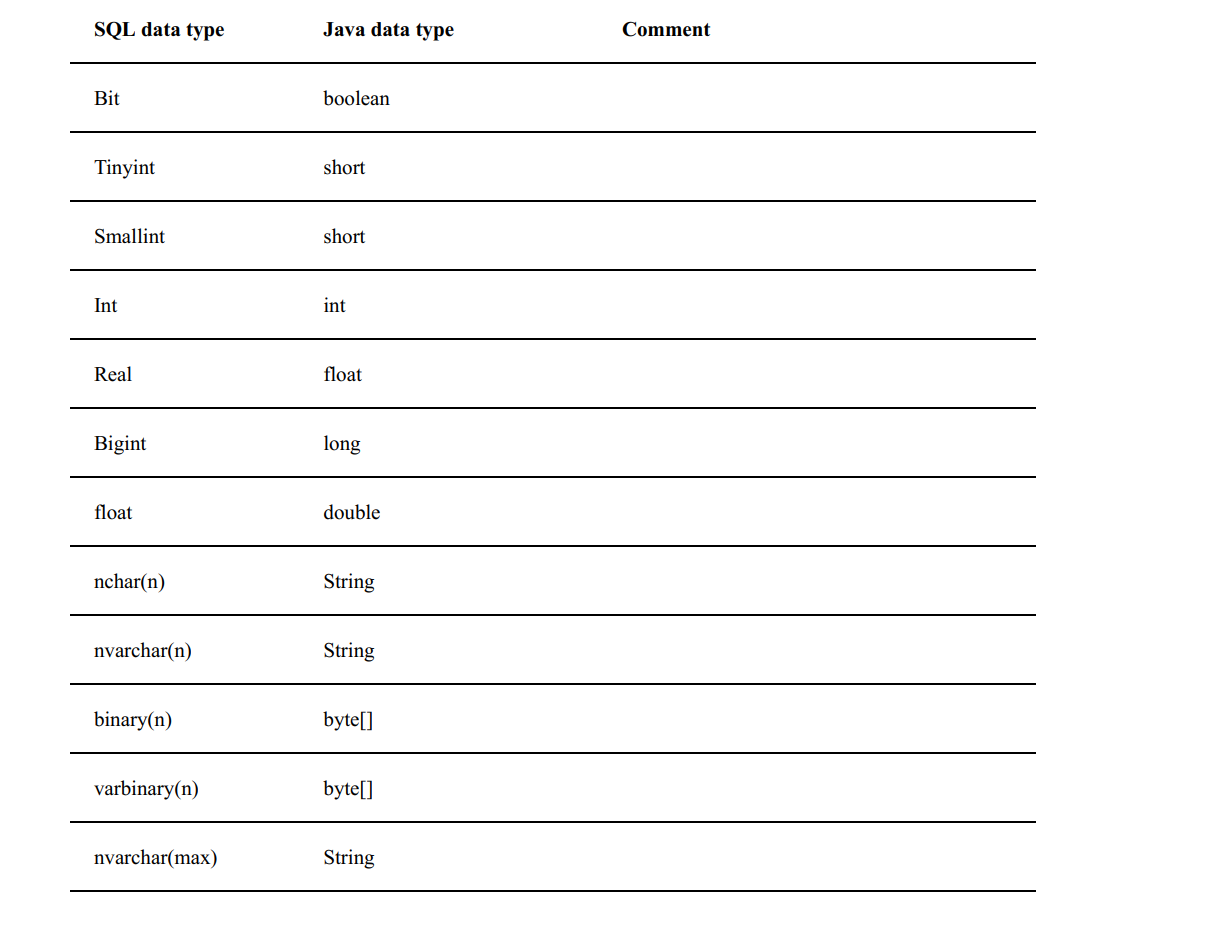 SQL data type Java data type Comment
Bit boolean
Tinyint short
Smallint short
Int int
Real float
Bigint long
float double
nchar(n) String
nvarchar(n) String
binary(n) byte[]
varbinary(n) byte[]
nvarchar(max) String